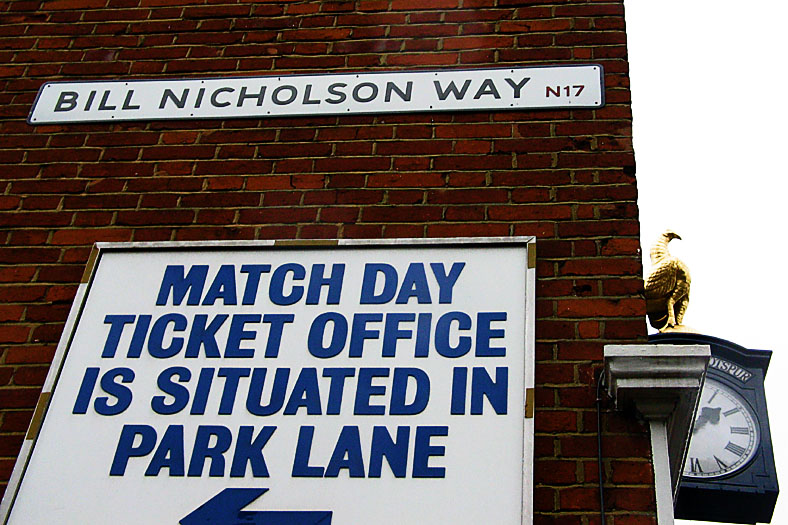 BILL NICHOLSON WAY N17
MATCH DAY
TICKET OFFICE
IS SITUATED IN
PARK LANE